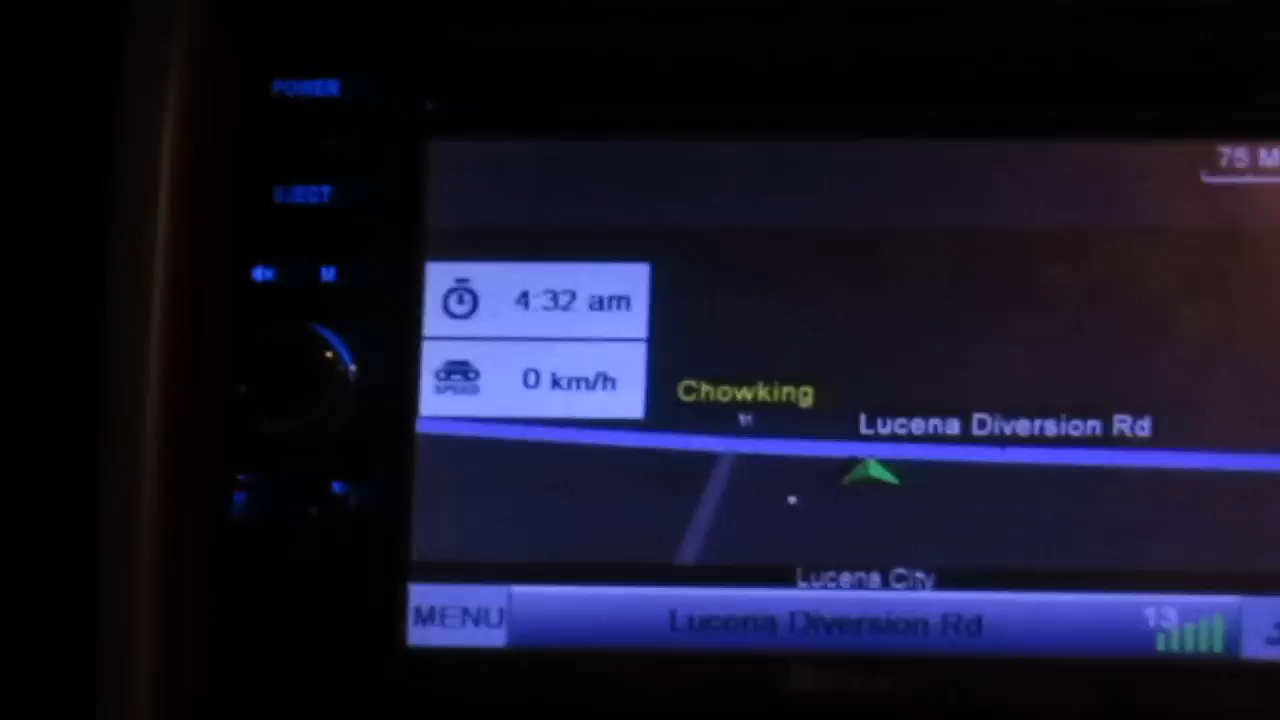 POWER
EJECT
M
75 M
4:32 am
SPEED
0 km/h
Chowking
Lucena Diversion Rd
Lucena City
MENU
Lucena Diversion Rd
13